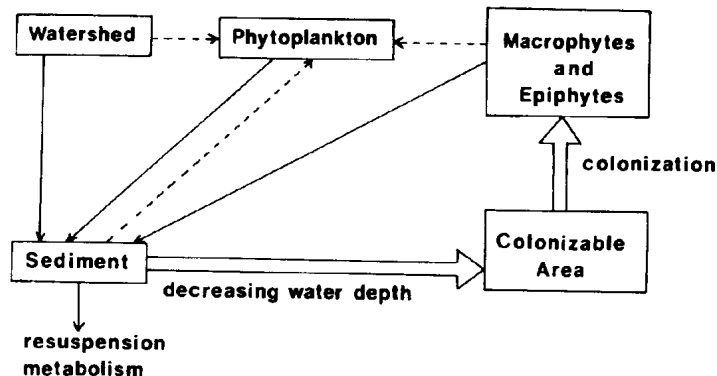 Watershed
Phytoplankton
Macrophytes
and
Epiphytes
colonization
Colonizable
Area
Sediment
decreasing water depth
resuspension
metabolism